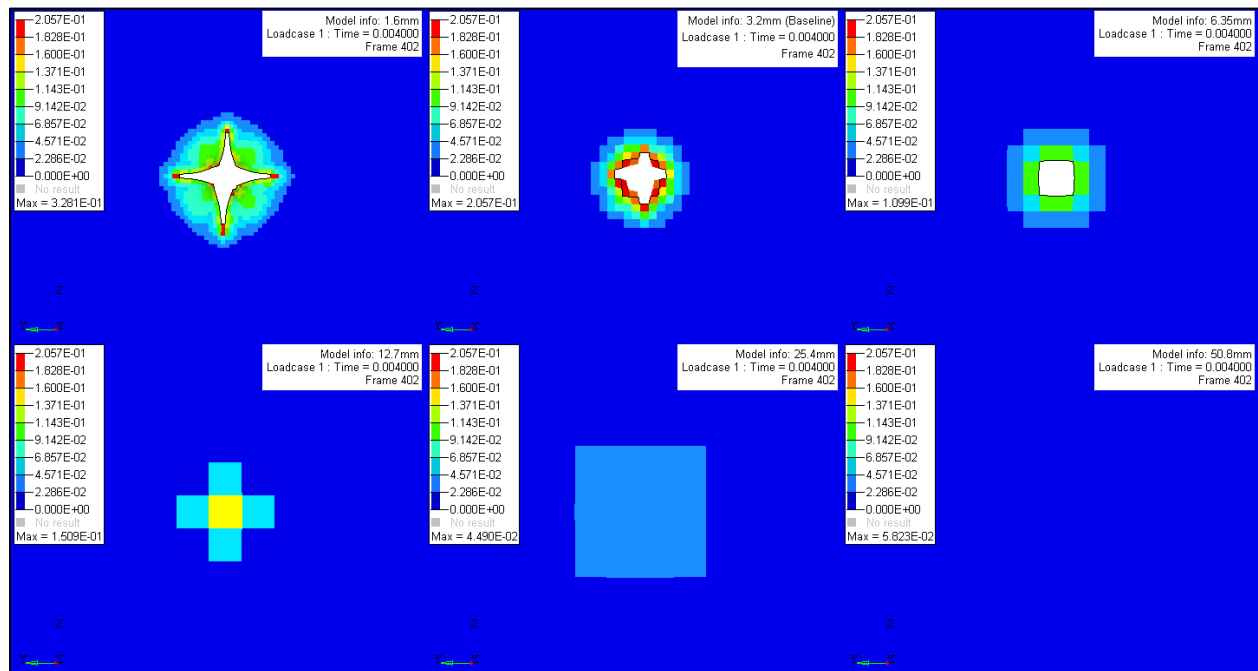 2.057E-01
1.828E-01
1.600E-01
1.371E-01
1.143E-01
9.142E-02
6.857E-02
4.571E-02
2.286E-02
0.000E+00
No result
Max = 3.281E-01
Model info: 1.6mm
Loadcase 1 : Time = 0.004000
Frame 402
Z
Y X
2.057E-01
1.828E-01
1.600E-01
1.371E-01
1.143E-01
9.142E-02
6.857E-02
4.571E-02
2.286E-02
0.000E+00
No result
Max = 2.057E-01
Model info: 3.2mm (Baseline)
Loadcase 1 : Time = 0.004000
Frame 402
Z
Y X
2.057E-01
1.828E-01
1.600E-01
1.371E-01
1.143E-01
9.142E-02
6.857E-02
4.571E-02
2.286E-02
0.000E+00
No result
Max = 1.099E-01
Model info: 6.35mm
Loadcase 1 : Time = 0.004000
Frame 402
Z
Y X
2.057E-01
1.828E-01
1.600E-01
1.371E-01
1.143E-01
9.142E-02
6.857E-02
4.571E-02
2.286E-02
0.000E+00
No result
Max = 1.509E-01
Model info: 12.7mm
Loadcase 1 : Time = 0.004000
Frame 402
Z
Y X
2.057E-01
1.828E-01
1.600E-01
1.371E-01
1.143E-01
9.142E-02
6.857E-02
4.571E-02
2.286E-02
0.000E+00
No result
Max = 4.490E-02
Model info: 25.4mm
Loadcase 1 : Time = 0.004000
Frame 402
Z
Y X
2.057E-01
1.828E-01
1.600E-01
1.371E-01
1.143E-01
9.142E-02
6.857E-02
4.571E-02
2.286E-02
0.000E+00
No result
Max = 5.823E-02
Model info: 50.8mm
Loadcase 1 : Time = 0.004000
Frame 402
Z
Y X